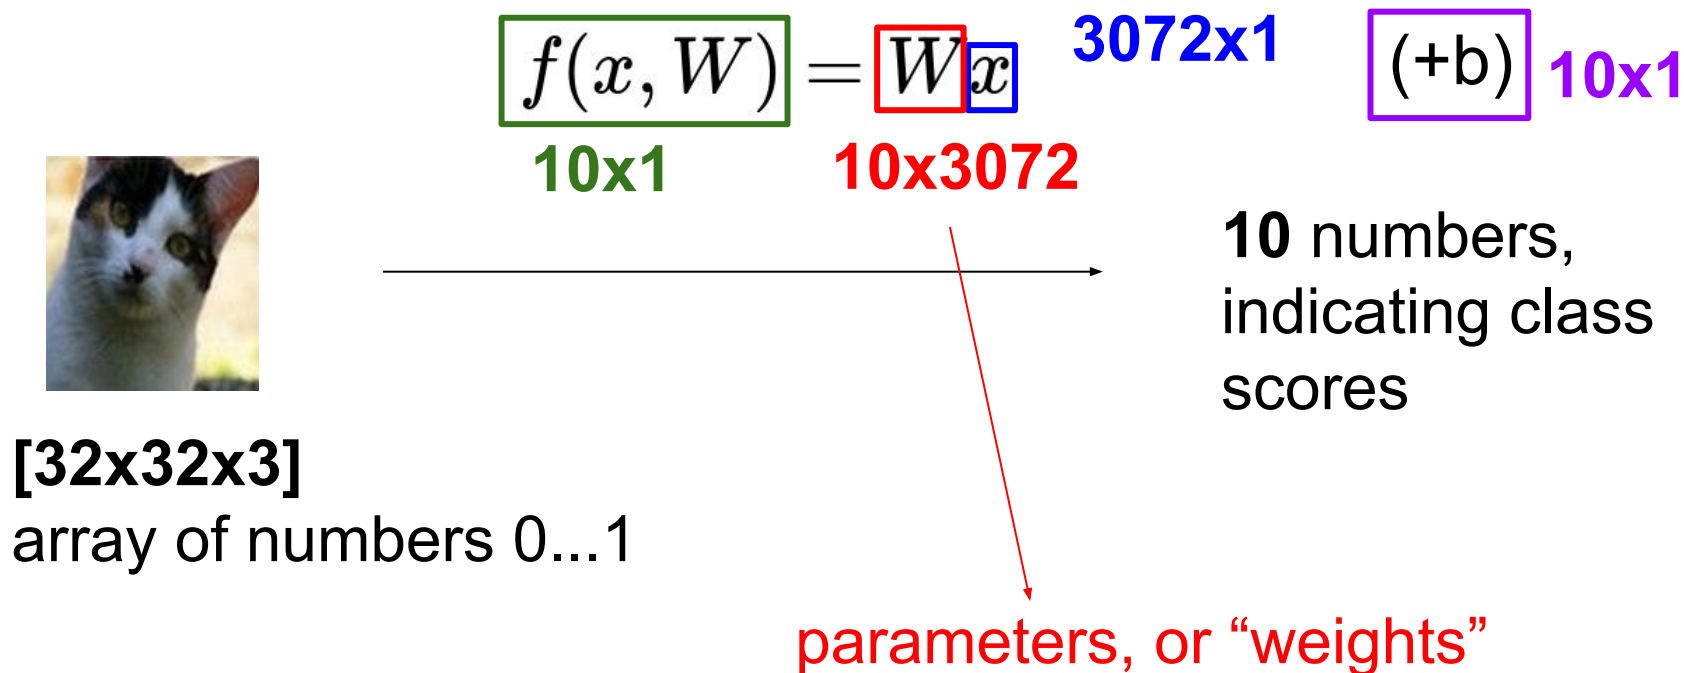 f(x, W) = Wx 3072x1 (+b) 10x1
10x1 10x3072
10 numbers,
indicating class
scores
[32x32x3]
array of numbers 0...1
parameters, or “weights”